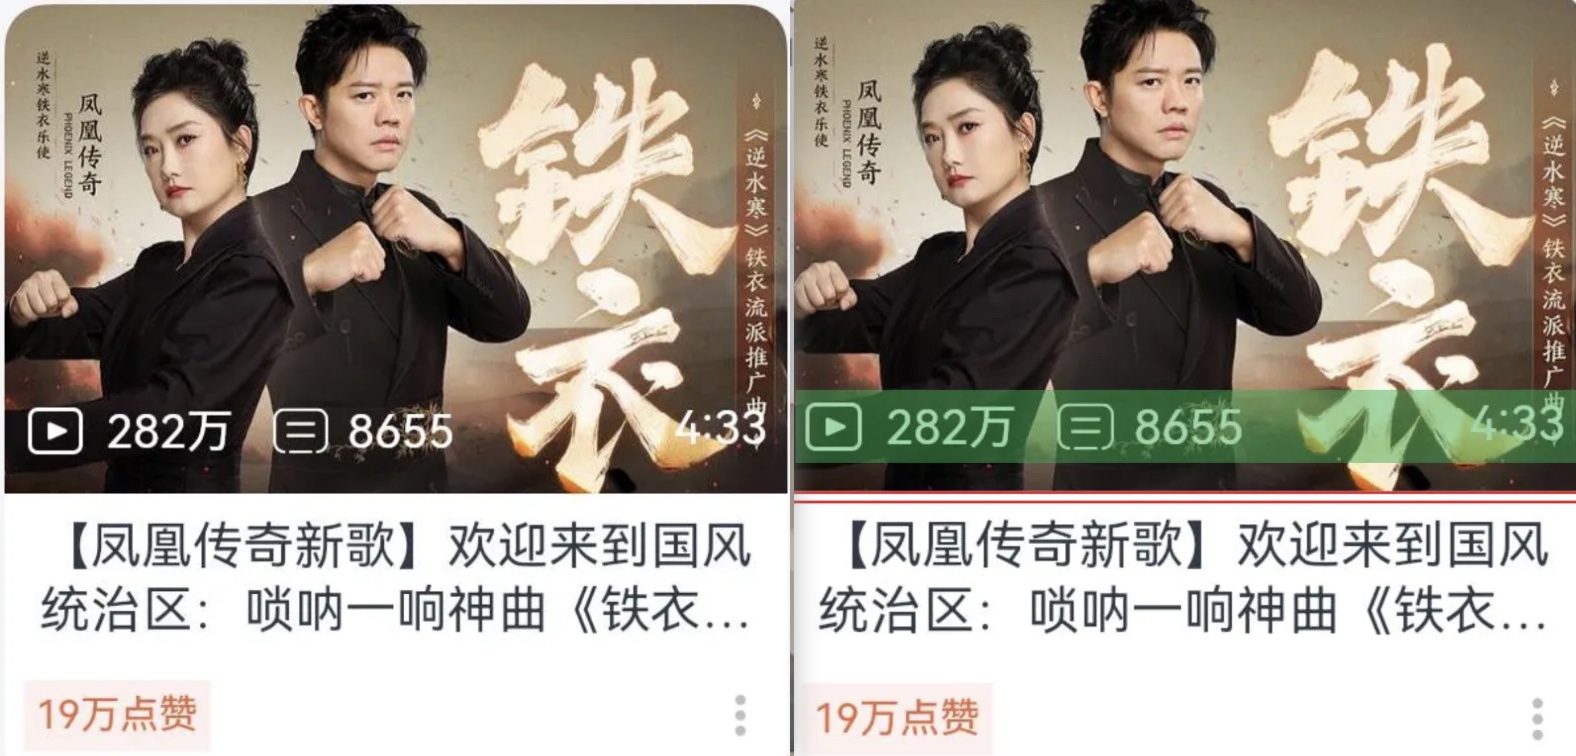 逆水寒铁衣乐使
凤凰传奇
PHOENIX LEGEND
铁衣
《逆水寒》铁衣流派推广曲
282万 8655 4:33
【凤凰传奇新歌】欢迎来到国风
统治区：唢呐一响神曲《铁衣...
19万点赞
逆水寒铁衣乐使
凤凰传奇
PHOENIX LEGEND
铁衣
《逆水寒》铁衣流派推广曲
282万 8655 4:33
【凤凰传奇新歌】欢迎来到国风
统治区：唢呐一响神曲《铁衣...
19万点赞